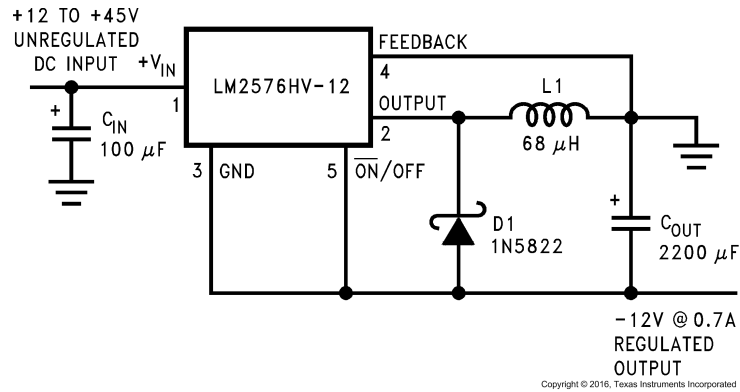 +12 TO +45V
UNREGULATED
DC INPUT
+VIN
1
+
CIN
100 μF
LM2576HV-12
FEEDBACK
4
OUTPUT
2
3
GND
5
ON/OFF
L1
68 μH
D1
1N5822
+
COUT
2200 μF
-12V @ 0.7A
REGULATED
OUTPUT
Copyright © 2016, Texas Instruments Incorporated